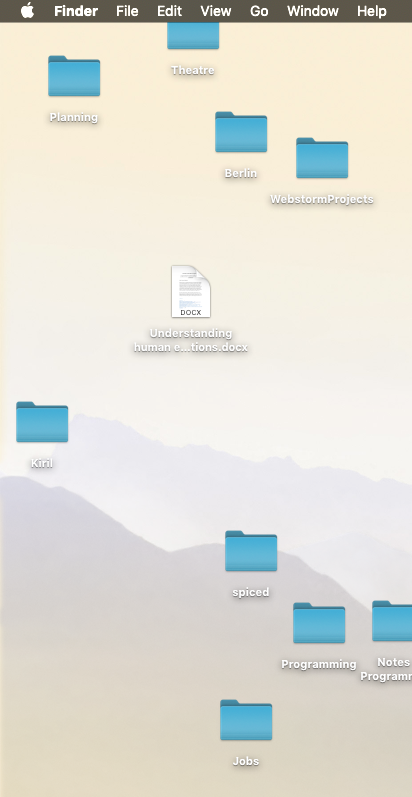 Finder File Edit View Go Window Help
Theatre
Planning
Berlin
WebstormProjects
DOCX
Understanding
human e...tions.docx
Kiril
spiced
Programming
Notes
Programm
Jobs